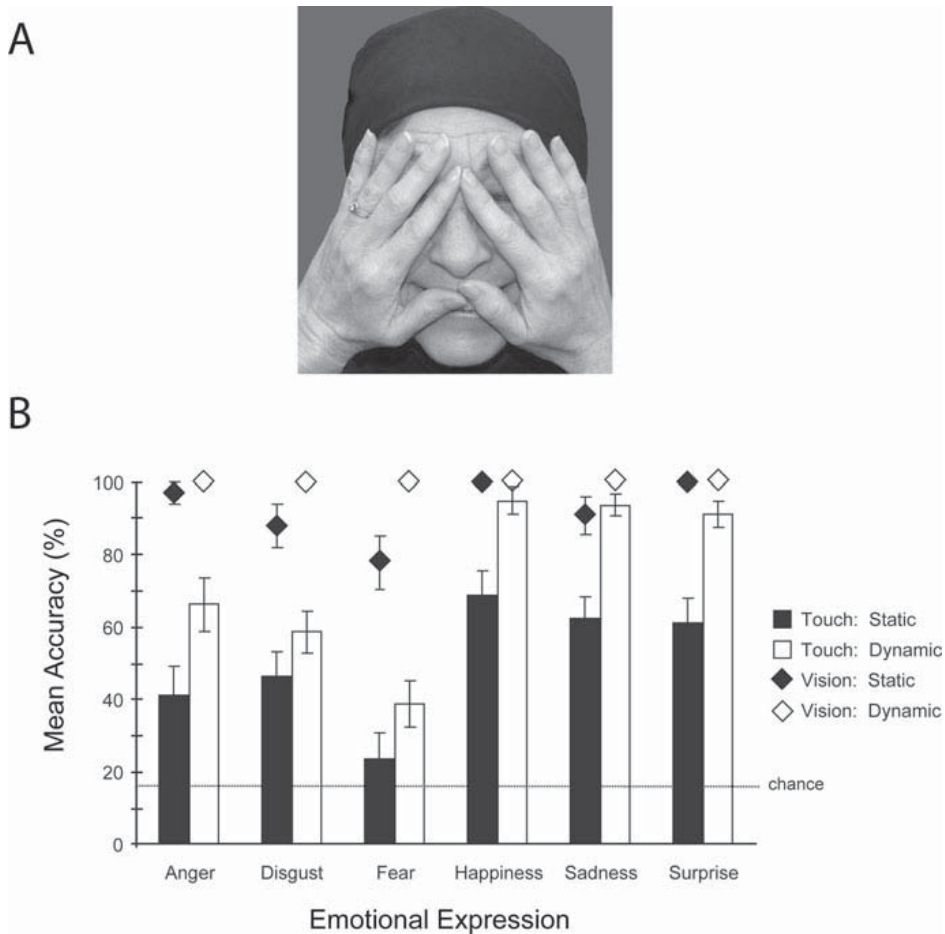 A
B
100
80
60
40
20
0
Mean Accuracy (%)
chance
Touch: Static
Touch: Dynamic
Vision: Static
Vision: Dynamic
Anger Disgust Fear Happiness Sadness Surprise
Emotional Expression